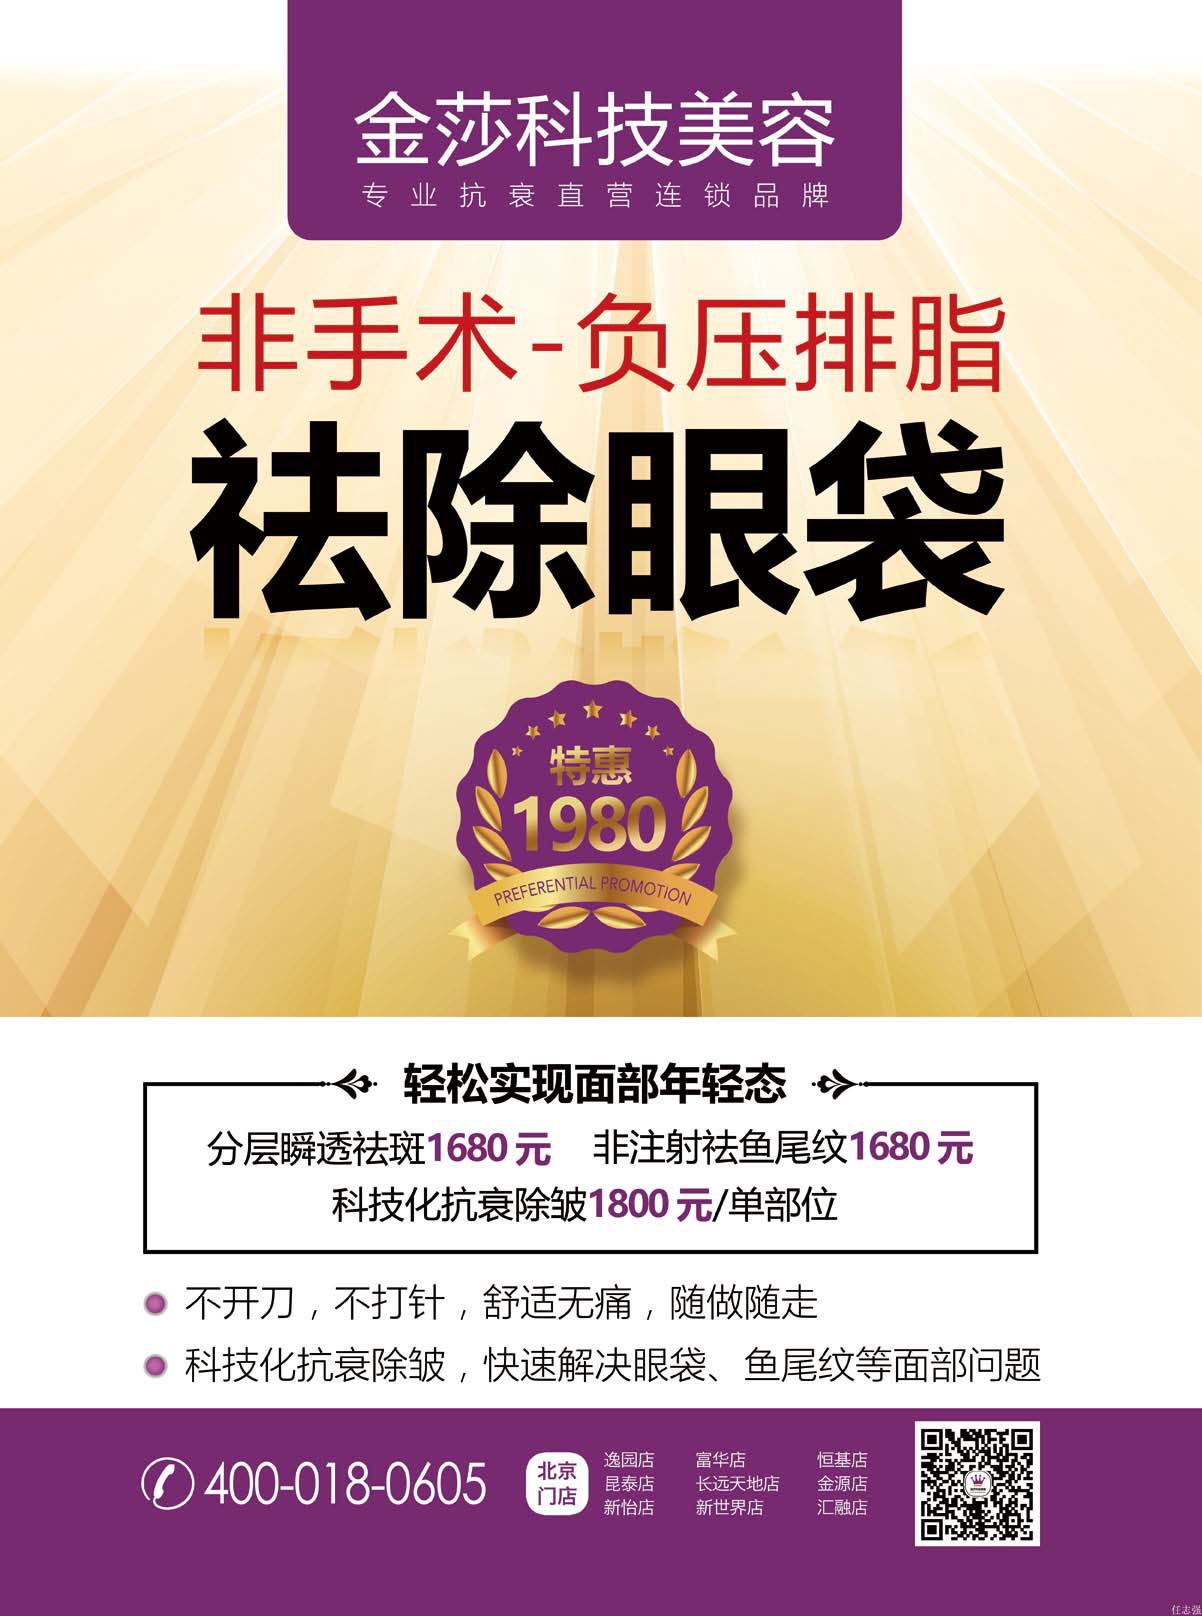 金莎科技美容
专业抗衰直营连锁品牌
非手术-负压排脂
祛除眼袋
特惠
1980
PREFERENTIAL PROMOTION
轻松实现面部年轻态
分层瞬透祛斑1680 元 非注射祛鱼尾纹1680 元
科技化抗衰除皱1800 元/单部位
不开刀，不打针，舒适无痛，随做随走
科技化抗衰除皱，快速解决眼袋、鱼尾纹等面部问题
400-018-0605
北京
门店
逸园店 富华店 恒基店
昆泰店 长远天地店 金源店
新怡店 新世界店 汇融店
任志强